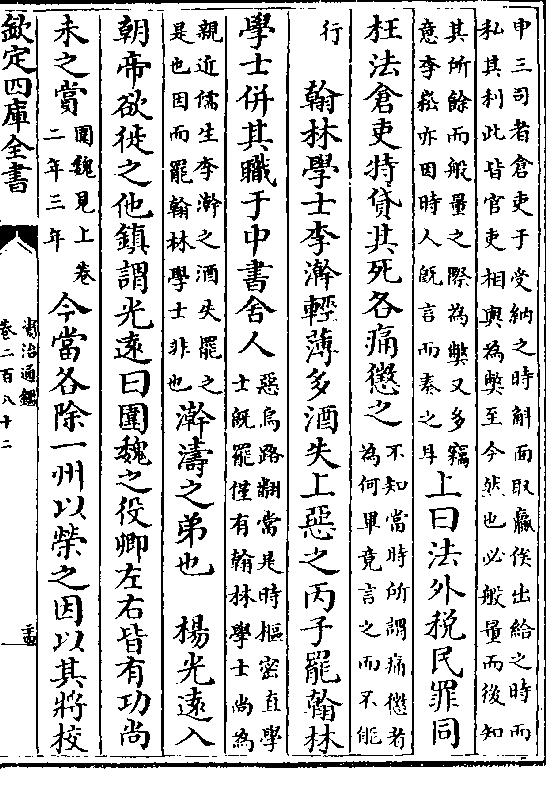 申三司者倉吏于受納之時斛面取贏俟出給之時而
私其利此皆官吏相與為獘至今然也必般量而後知
其所餘而般量之際為獘又多竊
意李崧亦因時人既言而奏之耳
上曰法外稅民罪同
枉法倉吏特貸其死各痛懲之
不知當時所謂痛懲者
為何畢竟言之而不能
行
翰林學士李澣輕薄多酒失上惡之丙子罷翰林
學士併其職于中書舍人
惡烏路翻當是時樞密直學
士既罷僅有翰林學士尚為
親近儒生李澣之酒失罷之
是也因而罷翰林學士非也
澣濤之弟也 楊光遠入
朝帝欲徙之他鎮謂光遠曰圍魏之役卿左右皆有功尚
未之賞
圍魏見上卷
二年三年
今當各除一州以榮之因以其將校
欽定四庫全書
資治通鑑
卷二百八十二